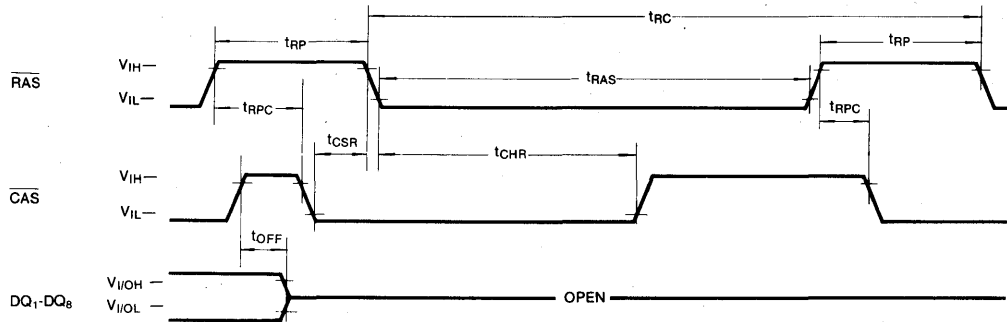 tRC
tRP tRP
VIH—
RAS
VIL—
tRAS
tRPC tRPC
tCSR
tCHR
VIH—
CAS
VIL—
tOFF
VI/OH —
DQ1-DQ8 OPEN
VI/OL —